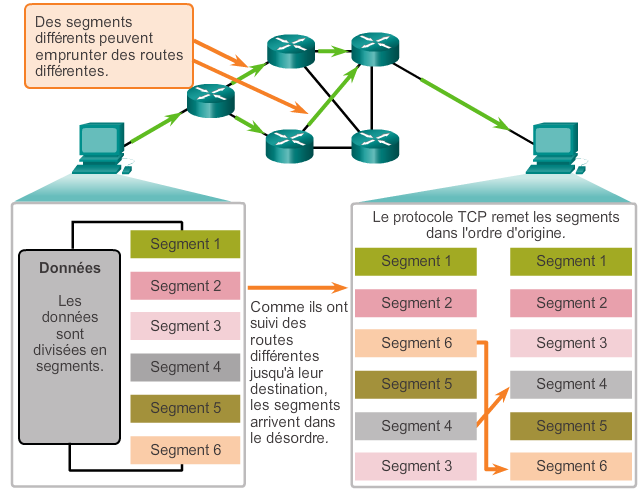 Des segments
différents peuvent
emprunter des routes
différentes.
Données
Les
données
sont
divisées en
segments.
Segment 1
Segment 2
Segment 3
Segment 4
Segment 5
Segment 6
Comme ils ont
suivi des
routes
différentes
jusqu'à leur
destination,
les segments
arrivent dans
le désordre.
Le protocole TCP remet les segments
dans l'ordre d'origine.
Segment 1
Segment 2
Segment 6
Segment 5
Segment 4
Segment 3
Segment 1
Segment 2
Segment 3
Segment 4
Segment 5
Segment 6